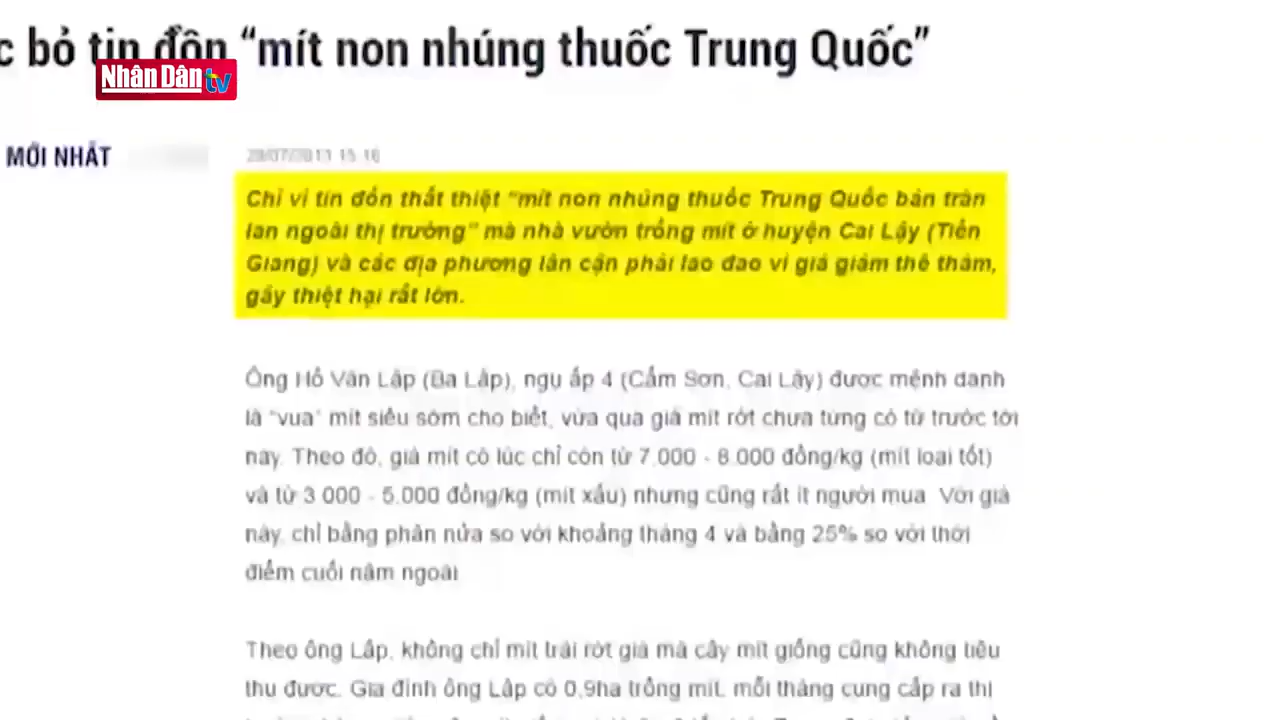 c bỏ tin đồn “mít non nhúng thuốc Trung Quốc”
Nhân Dân tv
MỚI NHẤT
15:16
Chỉ vì tin đồn thất thiệt “mít non nhúng thuốc Trung Quốc bán tràn
lan ngoài thị trường” mà nhà vườn trồng mít ở huyện Cai Lậy (Tiền
Giang) và các địa phương lân cận phải lao đao vì giá giảm thê thảm,
gây thiệt hại rất lớn.
Ông Hồ Văn Lắp (Ba Lắp), ngụ ấp 4 (Cẩm Sơn, Cai Lậy) được mệnh danh
là “vua” mít siêu sớm cho biết, vừa qua giá mít rớt chưa từng có từ trước tới
nay. Theo đó, giá mít có lúc chỉ còn từ 7.000 - 8.000 đồng/kg (mít loại tốt)
và từ 3.000 - 5.000 đồng/kg (mít xấu) nhưng cũng rất ít người mua. Với giá
này, chỉ bằng phân nửa so với khoảng tháng 4 và bằng 25% so với thời
điểm cuối năm ngoái.
Theo ông Lắp, không chỉ mít trái rớt giá mà cây mít giống cũng không tiêu
thụ được. Gia đình ông Lắp có 0,9ha trồng mít, mỗi tháng cung cấp ra thị